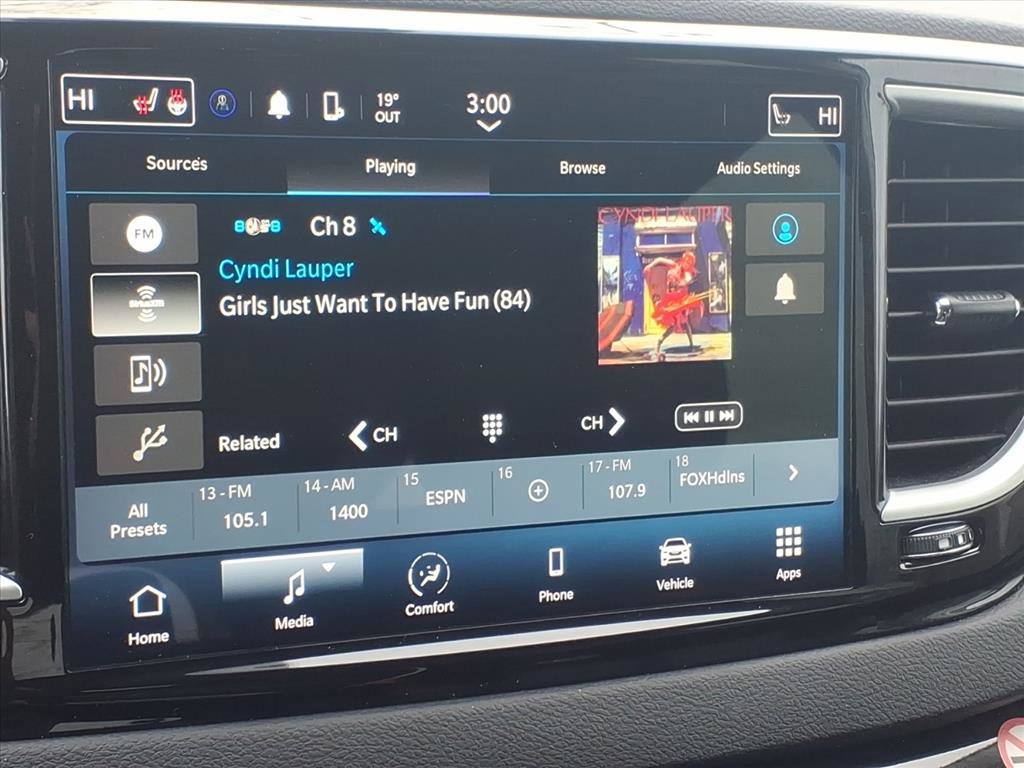 HI
19°
OUT
3:00
HI
Sources
Playing
Browse
Audio Settings
FM
Ch 8
CYNDI LAUPER
Cyndi Lauper
Girls Just Want To Have Fun (84)
SiriusXM
Related
CH
CH
All
Presets
13 - FM
105.1
14 - AM
1400
15
ESPN
16
17 - FM
107.9
18
FOXHdlns
Home
Media
Comfort
Phone
Vehicle
Apps